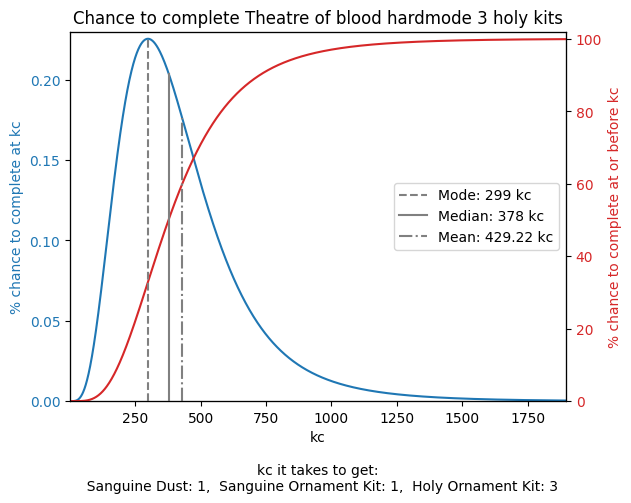 Chance to complete Theatre of blood hardmode 3 holy kits
% chance to complete at kc
0.20
0.15
0.10
0.05
0.00
100
80
60
40
20
0
% chance to complete at or before kc
Mode: 299 kc
Median: 378 kc
Mean: 429.22 kc
250 500 750 1000 1250 1500 1750
kc
kc it takes to get:
Sanguine Dust: 1,  Sanguine Ornament Kit: 1,  Holy Ornament Kit: 3